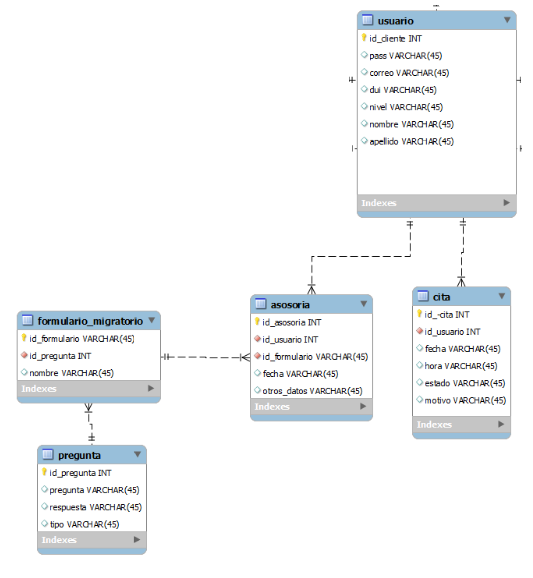 usuario
id_cliente INT
pass VARCHAR(45)
correo VARCHAR(45)
dui VARCHAR(45)
nivel VARCHAR(45)
nombre VARCHAR(45)
apellido VARCHAR(45)
Indexes
formulario_migratorio
id_formulario VARCHAR(45)
id_pregunta INT
nombre VARCHAR(45)
Indexes
asosoria
id_asosoria INT
id_usuario INT
id_formulario VARCHAR(45)
fecha VARCHAR(45)
otros_datos VARCHAR(45)
Indexes
cita
id_-cita INT
id_usuario INT
fecha VARCHAR(45)
hora VARCHAR(45)
estado VARCHAR(45)
motivo VARCHAR(45)
Indexes
pregunta
id_pregunta INT
pregunta VARCHAR(45)
respuesta VARCHAR(45)
tipo VARCHAR(45)
Indexes